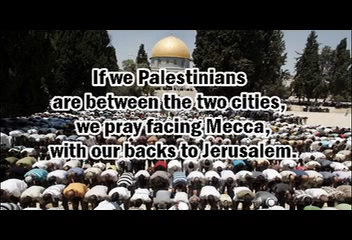 If we Palestinians
are between the two cities,
we pray facing Mecca,
with our backs to Jerusalem.